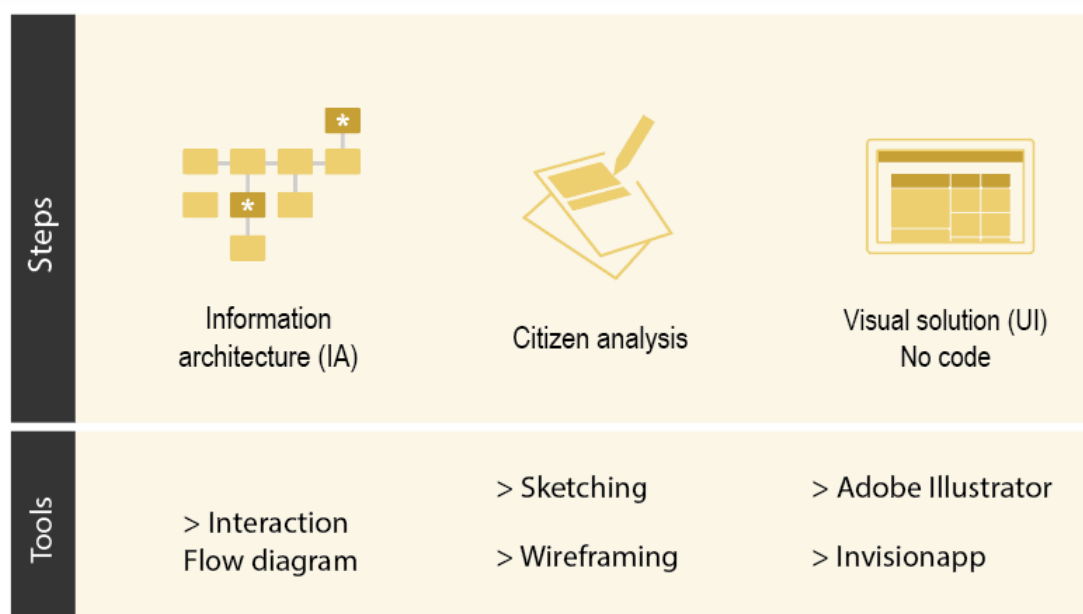 Steps
Information
architecture (IA)
Citizen analysis
Visual solution (UI)
No code
Tools
> Interaction
Flow diagram
> Sketching
> Wireframing
> Adobe Illustrator
> Invisionapp